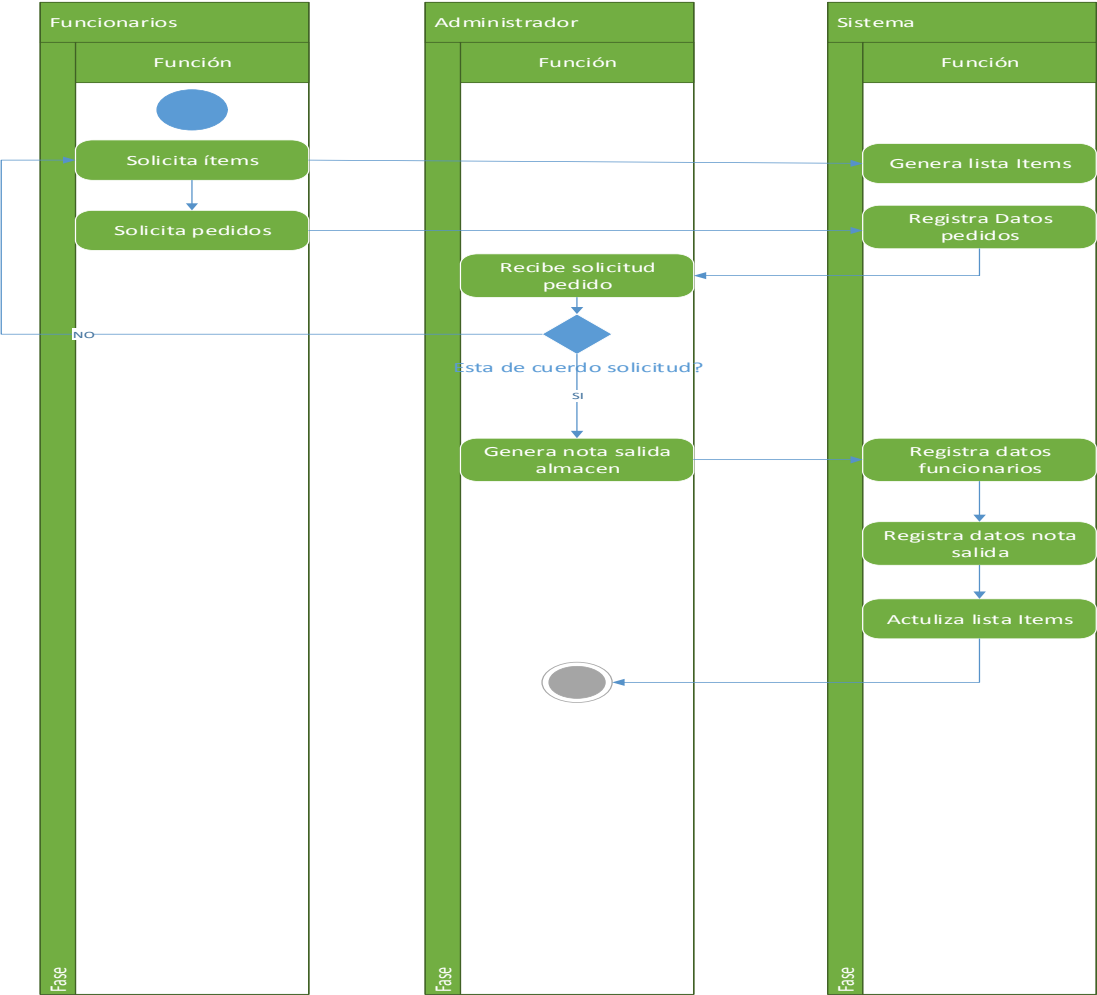 Funcionarios
Administrador
Sistema
Función
Función
Función
Solicita ítems
Genera lista Items
Solicita pedidos
Registra Datos
pedidos
Recibe solicitud
pedido
NO
Esta de cuerdo solicitud?
SI
Genera nota salida
almacen
Registra datos
funcionarios
Registra datos nota
salida
Actuliza lista Items
Fase
Fase
Fase